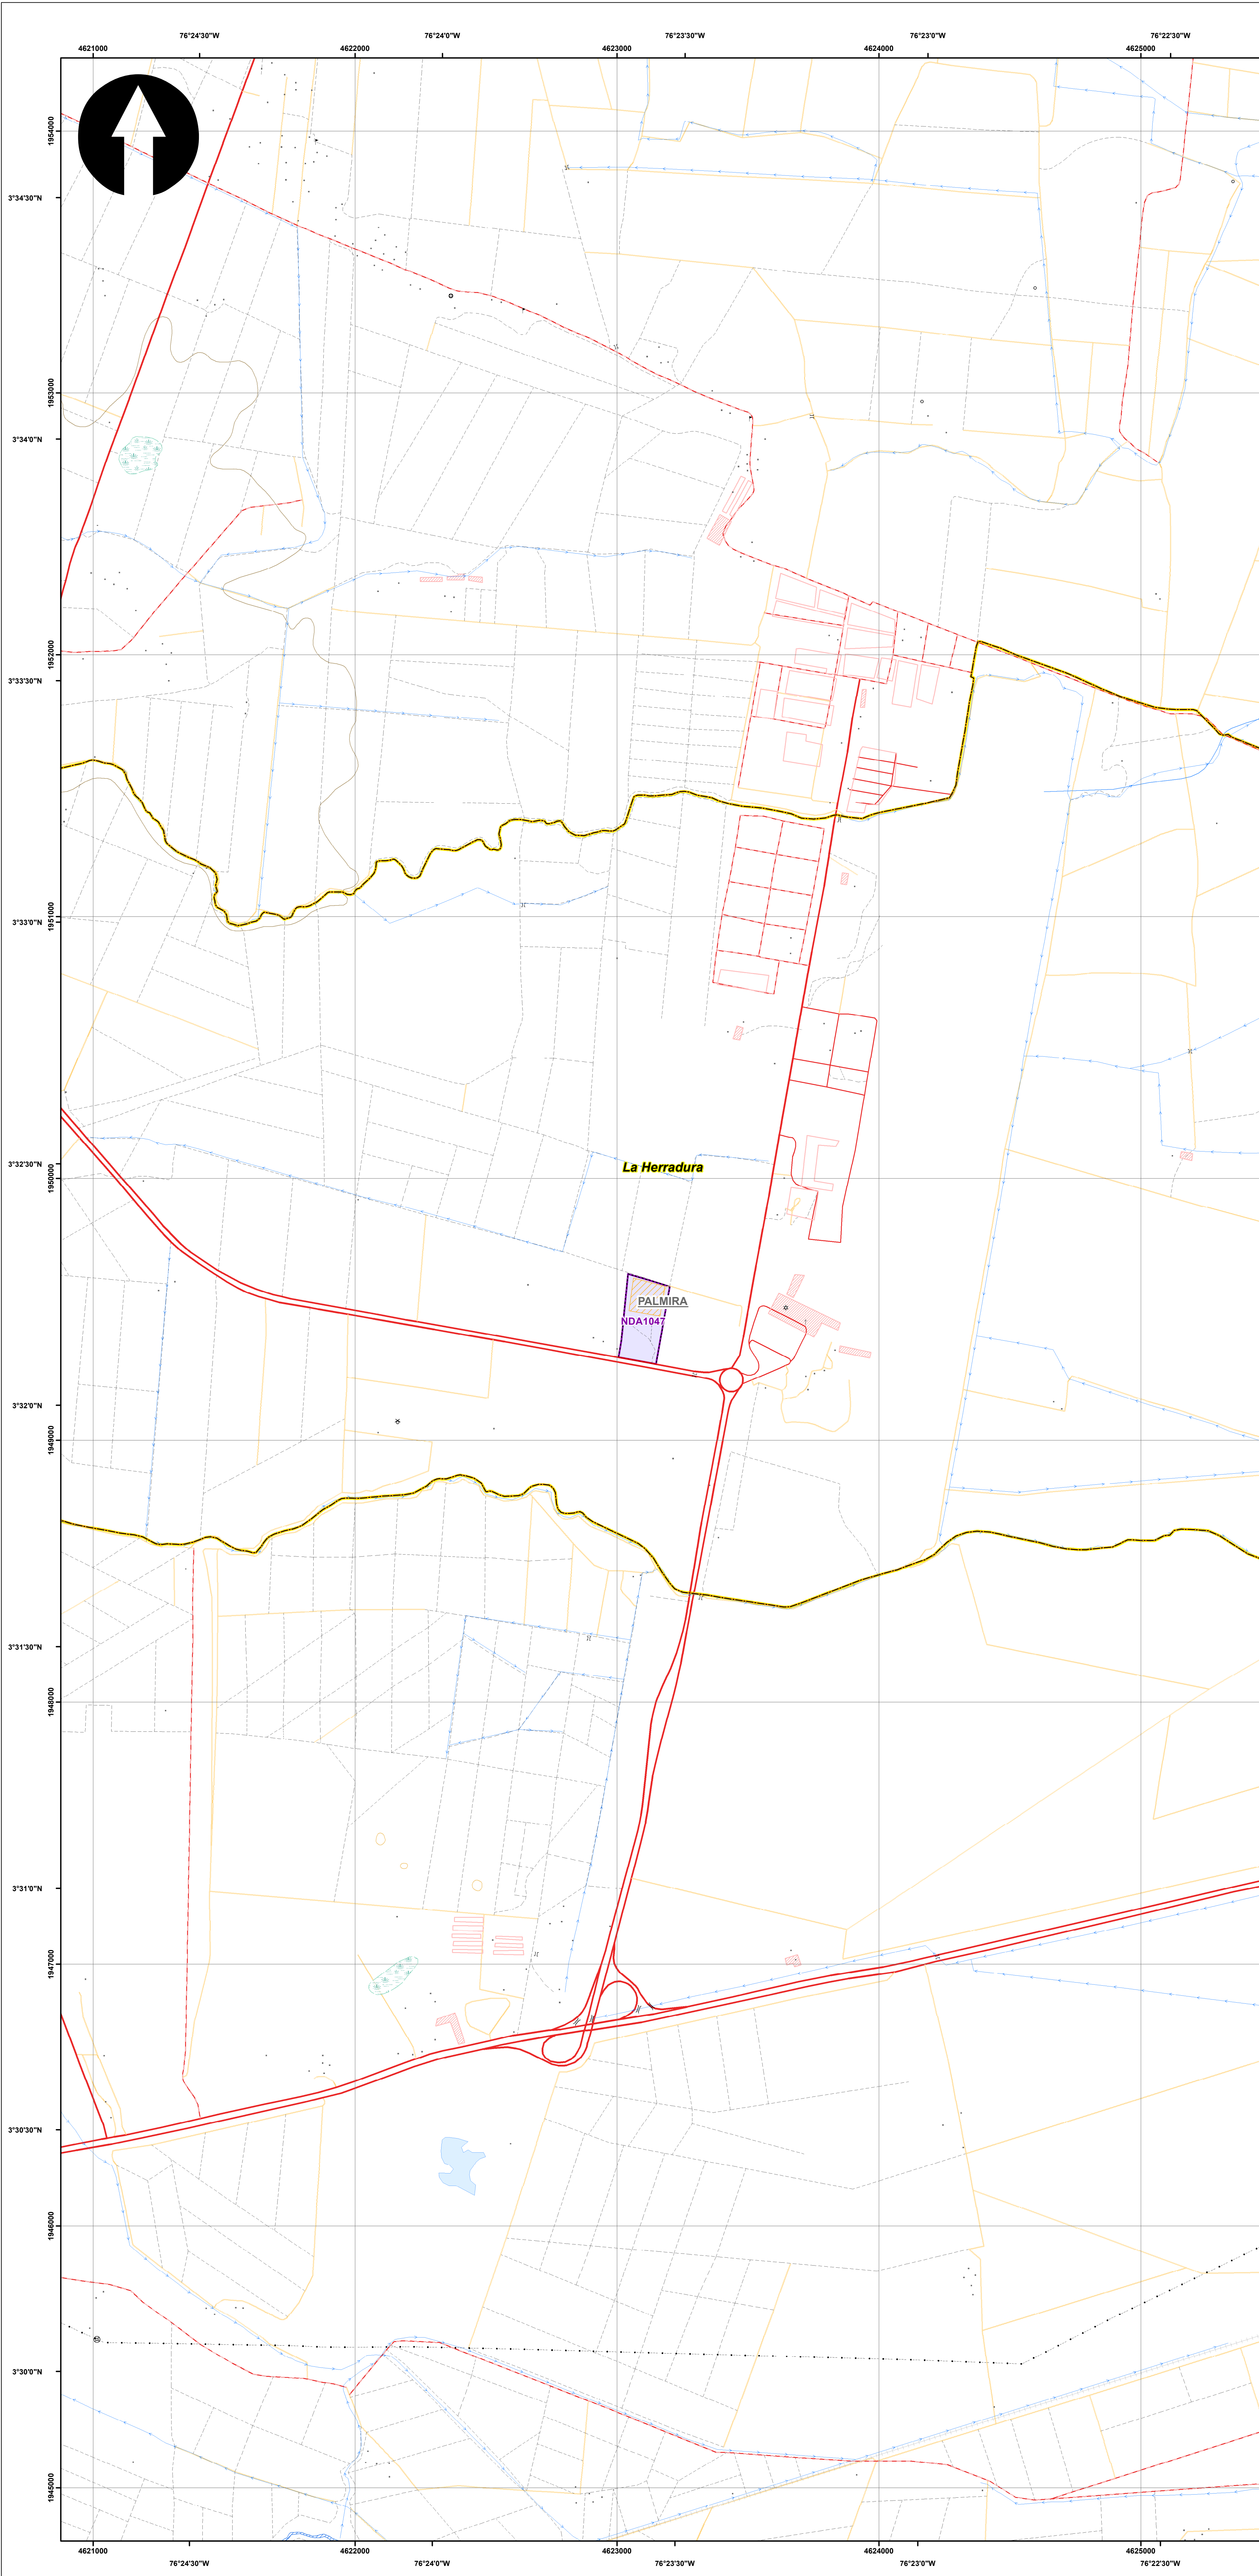 76°24'30"W 76°24'0"W 76°23'30"W 76°23'0"W 76°22'30"W
4621000 4622000 4623000 4624000 4625000
1954000
3°34'30"N
1953000
3°34'0"N
1952000
3°33'30"N
1951000
3°33'0"N
3°32'30"N
La Herradura
1950000
PALMIRA
NDA1047
3°32'0"N
1949000
3°31'30"N
1948000
3°31'0"N
1947000
3°30'30"N
1946000
3°30'0"N
1945000
4621000 4622000 4623000 4624000 4625000
76°24'30"W 76°24'0"W 76°23'30"W 76°23'0"W 76°22'30"W